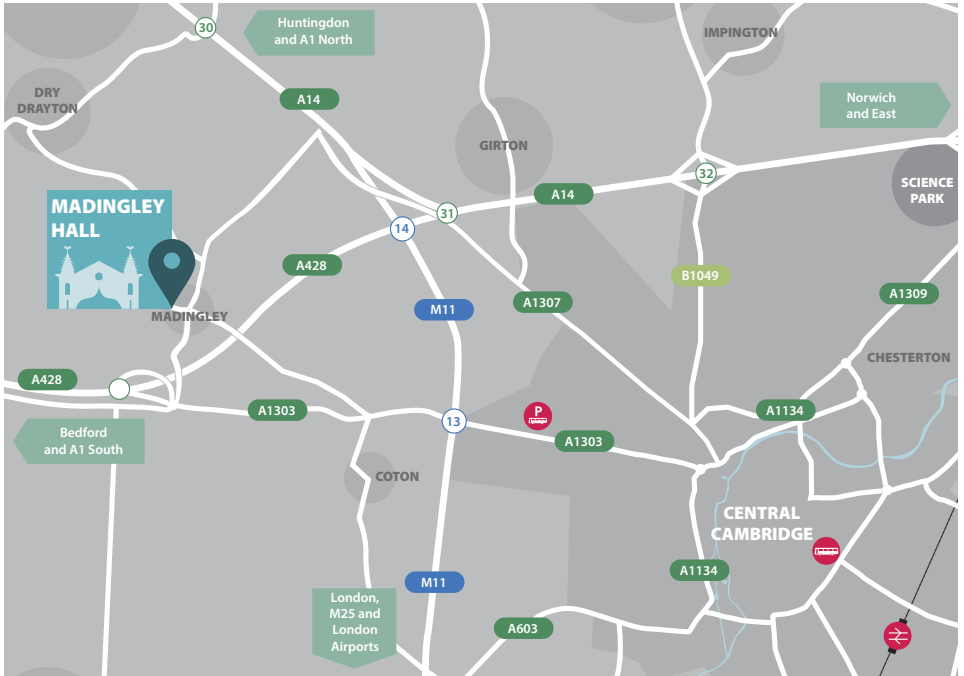 30
Huntingdon
and A1 North
IMPINGTON
DRY
DRAYTON
A14
Norwich
and East
GIRTON
32
SCIENCE
PARK
A14
MADINGLEY
HALL
31
14
A428
B1049
A1309
M11
A1307
MADINGLEY
CHESTERTON
A428
A1303
P
A1134
13
Bedford
and A1 South
A1303
COTON
CENTRAL
CAMBRIDGE
A1134
M11
London,
M25 and
London
Airports
A603